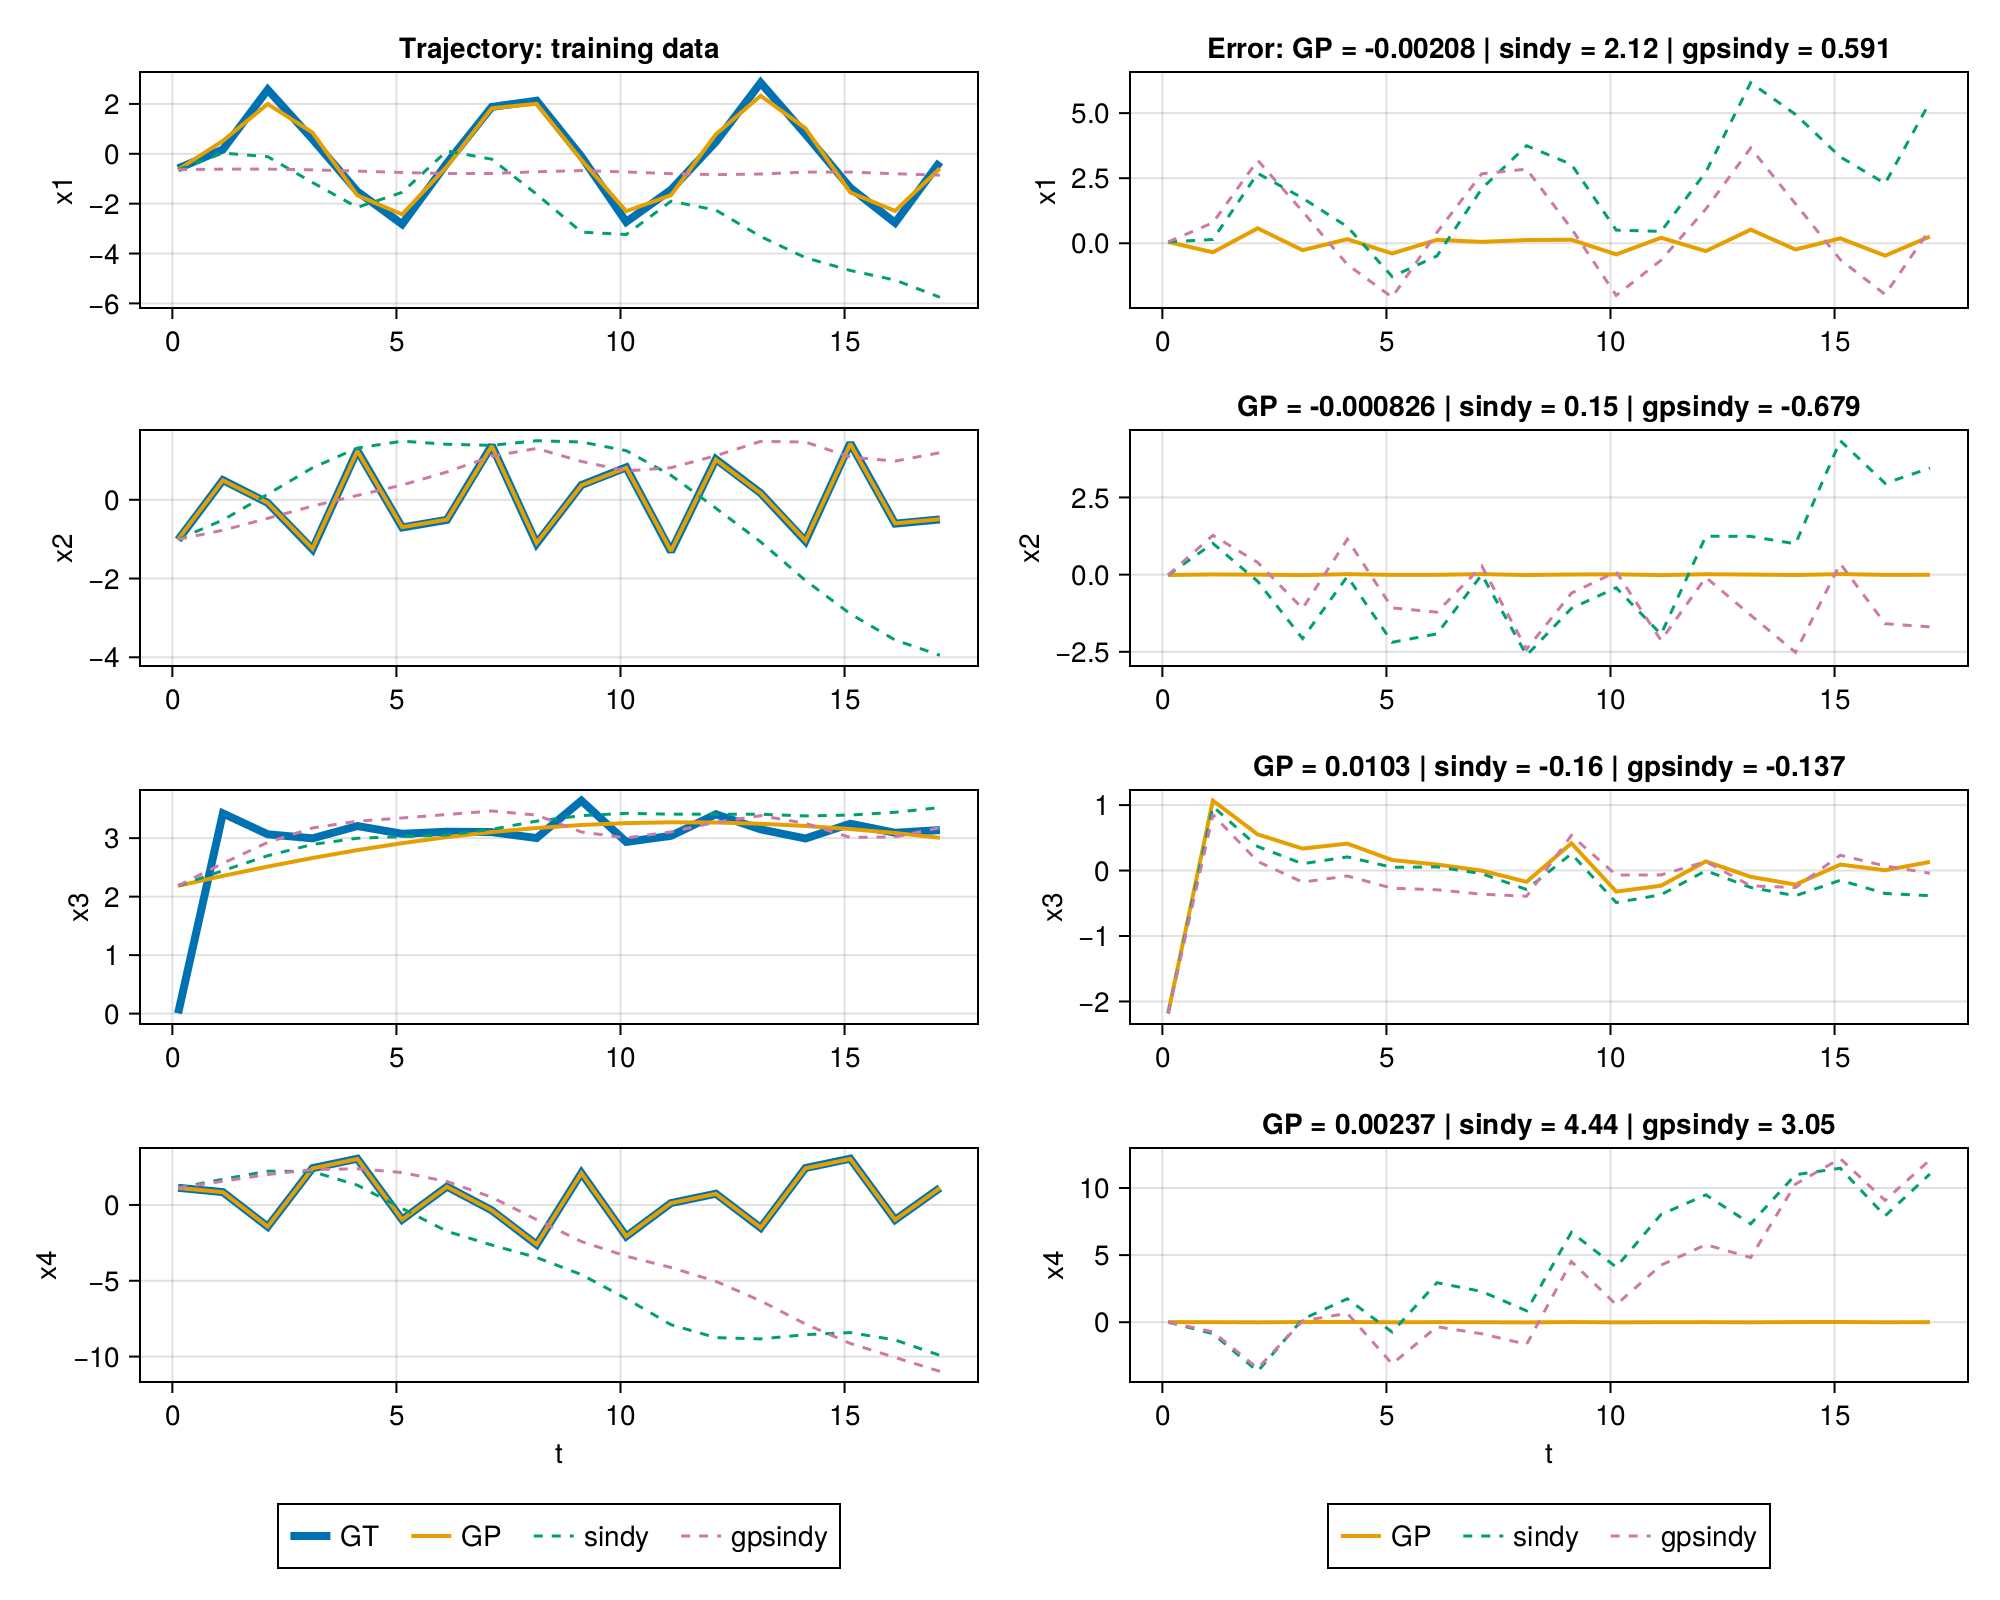 Trajectory: training data
x1
2
0
−2
−4
−6
0 5 10 15
Error: GP = -0.00208 | sindy = 2.12 | gpsindy = 0.591
x1
5.0
2.5
0.0
0 5 10 15
x2
0
−2
−4
0 5 10 15
GP = -0.000826 | sindy = 0.15 | gpsindy = -0.679
x2
2.5
0.0
−2.5
0 5 10 15
x3
3
2
1
0
0 5 10 15
GP = 0.0103 | sindy = -0.16 | gpsindy = -0.137
x3
1
0
−1
−2
0 5 10 15
x4
0
−5
−10
0 5 10 15
t
GP = 0.00237 | sindy = 4.44 | gpsindy = 3.05
x4
10
5
0
0 5 10 15
t
GT GP sindy gpsindy
GP sindy gpsindy